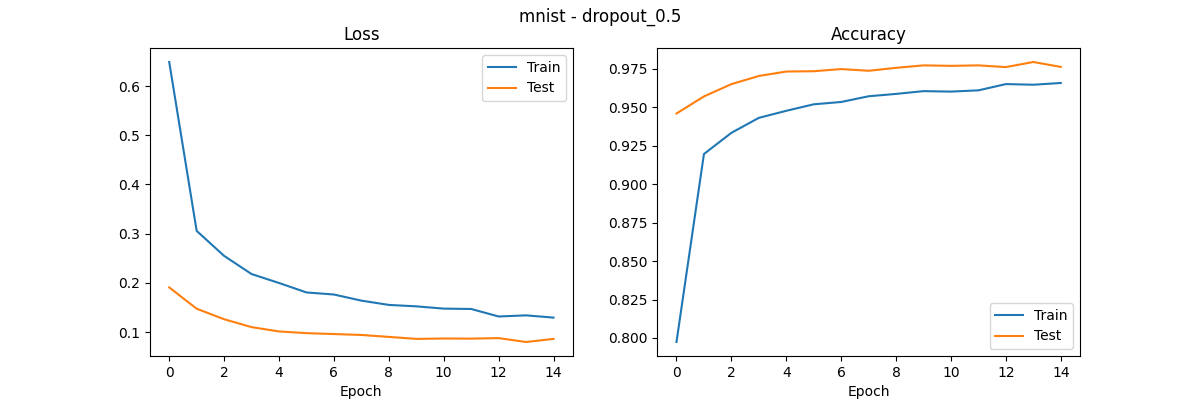 mnist - dropout_0.5
Loss
Train
Test
0.6
0.5
0.4
0.3
0.2
0.1
0 2 4 6 8 10 12 14
Epoch
Accuracy
0.975
0.950
0.925
0.900
0.875
0.850
0.825
0.800
Train
Test
0 2 4 6 8 10 12 14
Epoch